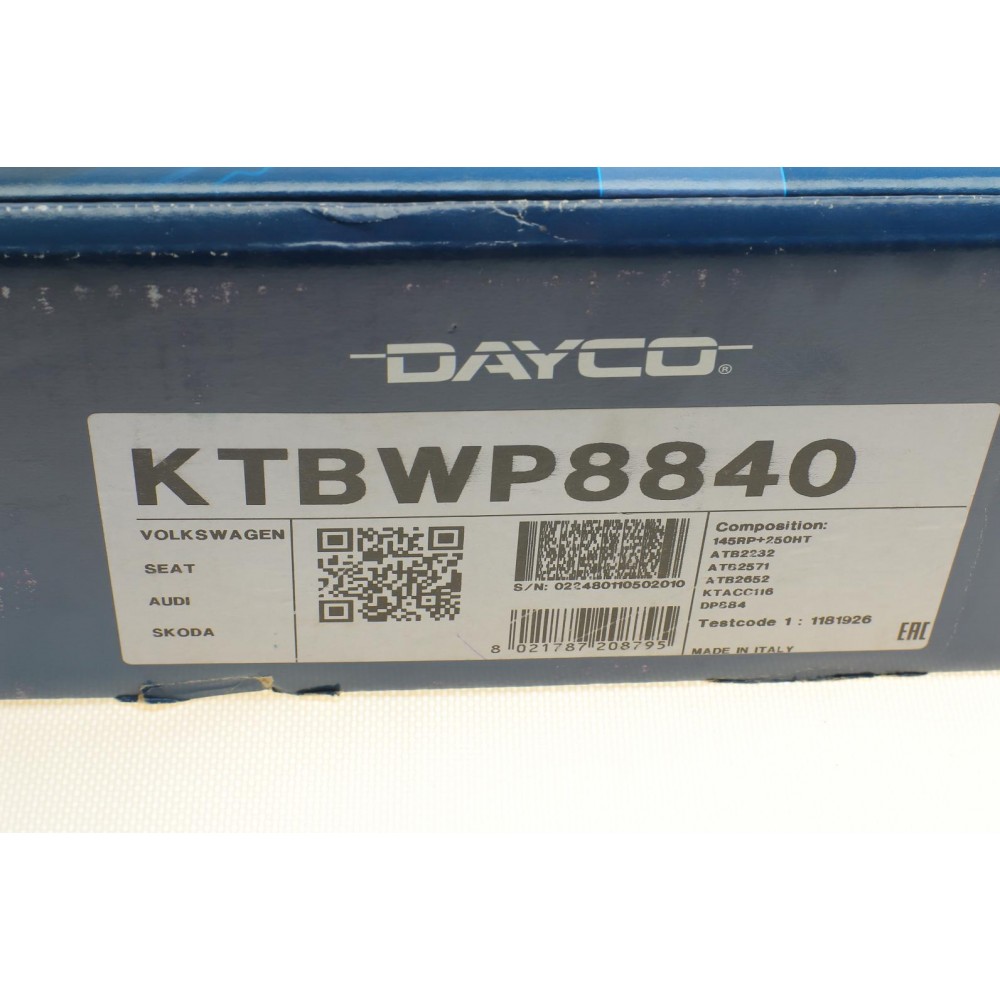 DAYCO®
KTBWP8840
VOLKSWAGEN
SEAT
AUDI
SKODA
S/N: 022480110502010
8 021787 208795
Composition:
145RP+250HT
ATB2232
ATB2571
ATB2652
KTACC116
DP884
Testcode 1 : 1181926
MADE IN ITALY
EAC